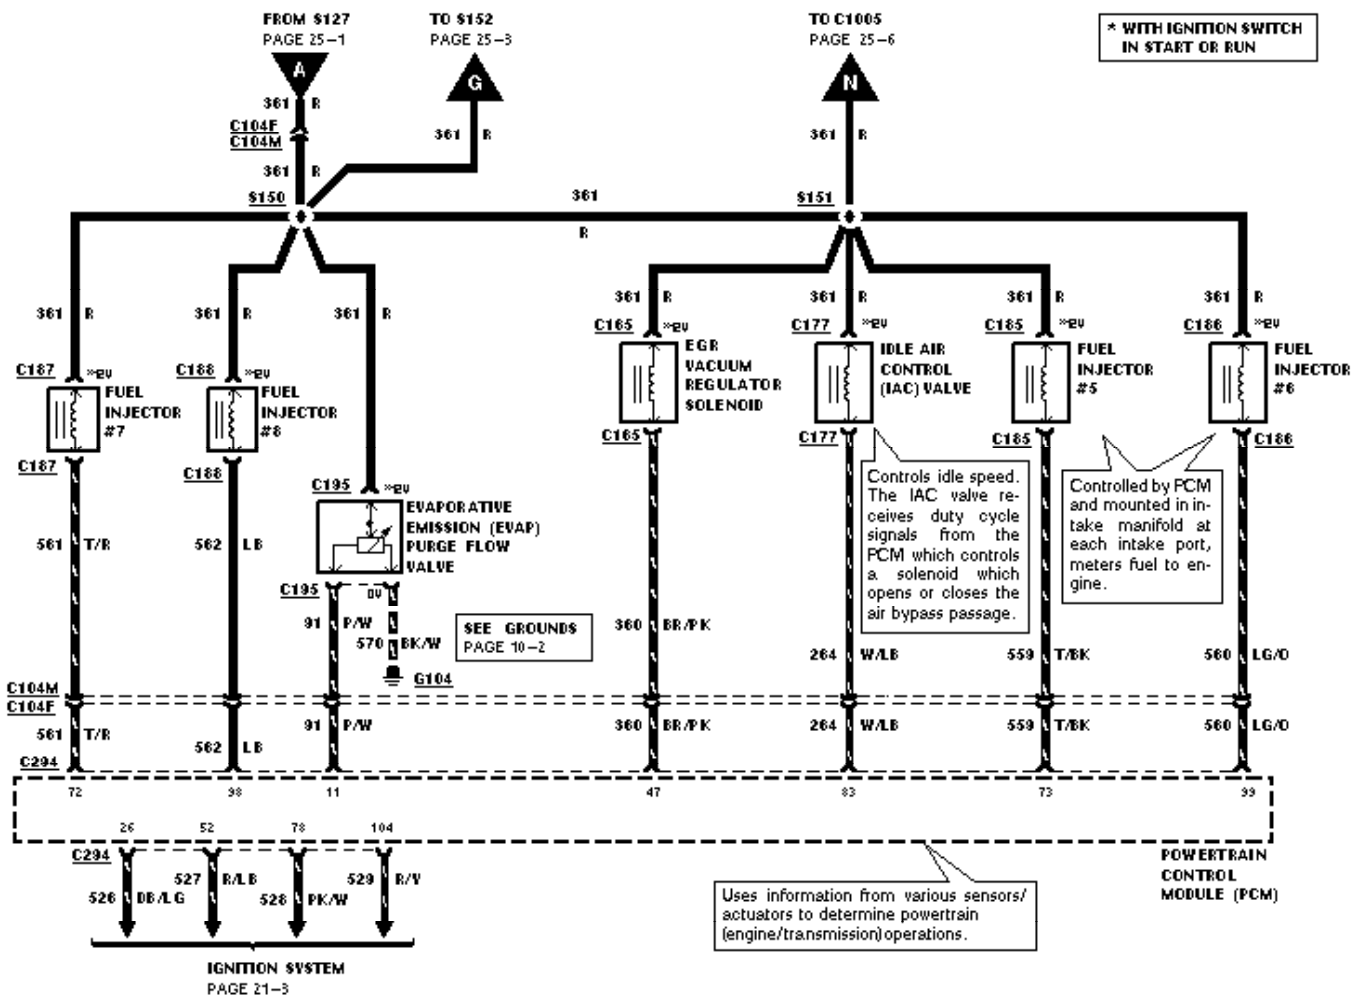 FROM S127
PAGE 25–1
TO S152
PAGE 25–3
TO C1005
PAGE 25–6
* WITH IGNITION SWITCH
IN START OR RUN
A
G
N
361 R
C104F
C104M
361 R
361 R
361 R
S150
361
R
S151
361 R
361 R
361 R
361 R
361 R
361 R
361 R
C187 *12V
FUEL
INJECTOR
#7
C187
C188 *12V
FUEL
INJECTOR
#8
C188
C165 *12V
EGR
VACUUM
REGULATOR
SOLENOID
C165
C177 *12V
IDLE AIR
CONTROL
(IAC) VALVE
C177
C185 *12V
FUEL
INJECTOR
#5
C185
C186 *12V
FUEL
INJECTOR
#6
C186
C195 *12V
EVAPORATIVE
EMISSION (EVAP)
PURGE FLOW
VALVE
C195 0V
Controls idle speed.
The IAC valve re-
ceives duty cycle
signals from the
PCM which controls
a solenoid which
opens or closes the
air bypass passage.
Controlled by PCM
and mounted in in-
take manifold at
each intake port,
meters fuel to en-
gine.
561 T/R
562 LB
91 P/W
570 BK/W
G104
SEE GROUNDS
PAGE 10–2
360 BR/PK
264 W/LB
559 T/BK
560 LG/O
C104M
C104F
561 T/R
562 LB
91 P/W
360 BR/PK
264 W/LB
559 T/BK
560 LG/O
C294
72 98 11 47 83 73 99
26 52 78 104
C294
526 DB/LG
527 R/LB
528 PK/W
529 R/V
POWERTRAIN
CONTROL
MODULE (PCM)
Uses information from various sensors/
actuators to determine powertrain
(engine/transmission)operations.
IGNITION SYSTEM
PAGE 21–3